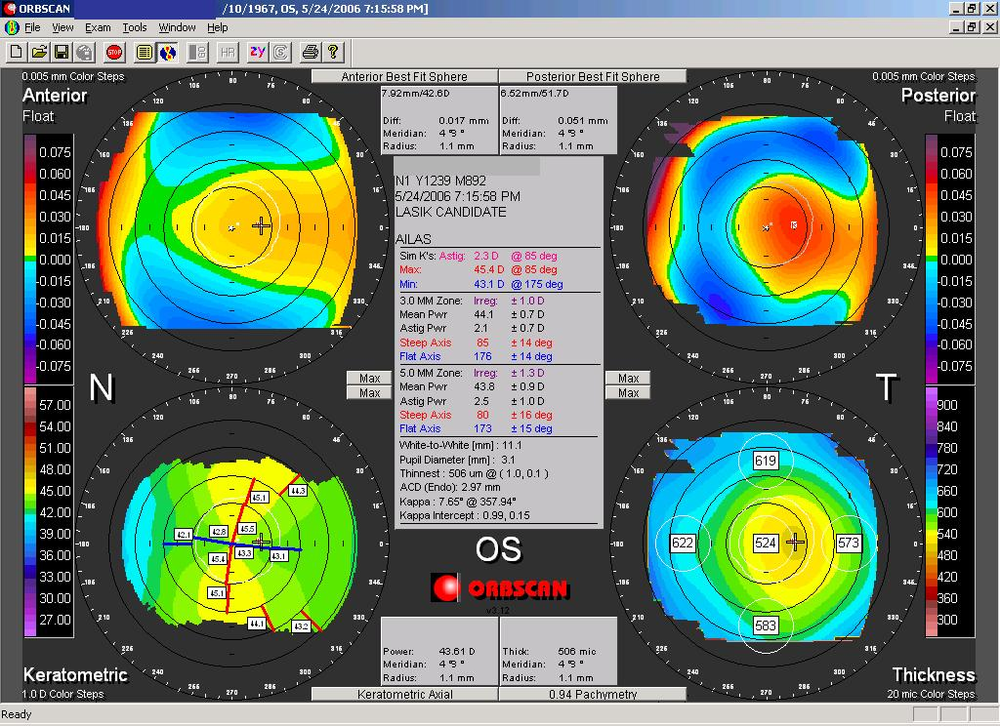 ORBSCAN /10/1967, OS, 5/24/2006 7:15:58 PM]
File View Exam Tools Window Help
STOP HR zy ?
0.005 mm Color Steps
Anterior Best Fit Sphere
Posterior Best Fit Sphere
0.005 mm Color Steps
Anterior
Float
Posterior
Float
7.92mm/42.6D
Diff: 0.017 mm
Meridian: 4 °3 °
Radius: 1.1 mm
6.52mm/51.7D
Diff: 0.051 mm
Meridian: 4 °3 °
Radius: 1.1 mm
0.075
0.060
0.045
0.030
0.015
0.000
-0.015
-0.030
-0.045
-0.060
-0.075
0.075
0.060
0.045
0.030
0.015
0.000
-0.015
-0.030
-0.045
-0.060
-0.075
N1 Y1239 M892
5/24/2006 7:15:58 PM
LASIK CANDIDATE
AILAS
Sim K's: Astig: 2.3 D @ 85 deg
Max: 45.4 D @ 85 deg
Min: 43.1 D @ 175 deg
3.0 MM Zone: Irreg: ± 1.0 D
Mean Pwr 44.1 ± 0.7 D
Astig Pwr 2.1 ± 0.7 D
Steep Axis 85 ± 14 deg
Flat Axis 176 ± 14 deg
5.0 MM Zone: Irreg: ± 1.3 D
Mean Pwr 43.8 ± 0.9 D
Astig Pwr 2.5 ± 1.0 D
Steep Axis 80 ± 16 deg
Flat Axis 173 ± 15 deg
White-to-White [mm] : 11.1
Pupil Diameter [mm] : 3.1
Thinnest : 506 um @ ( 1.0, 0.1 )
ACD (Endo): 2.97 mm
Kappa : 7.65° @ 357.94°
Kappa Intercept : 0.99, 0.15
Max
Max
Max
Max
N
T
OS
ORBSCAN
v3.12
57.00
54.00
51.00
48.00
45.00
42.00
39.00
36.00
33.00
30.00
27.00
45.1
44.3
42.1
42.8
45.5
45.4
43.3
43.1
45.1
44.1
43.2
619
622
524
573
583
900
840
780
720
660
600
540
480
420
360
300
Power: 43.61 D
Meridian: 4 °3 °
Radius: 1.1 mm
Thick: 506 mic
Meridian: 4 °3 °
Radius: 1.1 mm
Keratometric
1.0 D Color Steps
Keratometric Axial
0.94 Pachymetry
Thickness
20 mic Color Steps
Ready